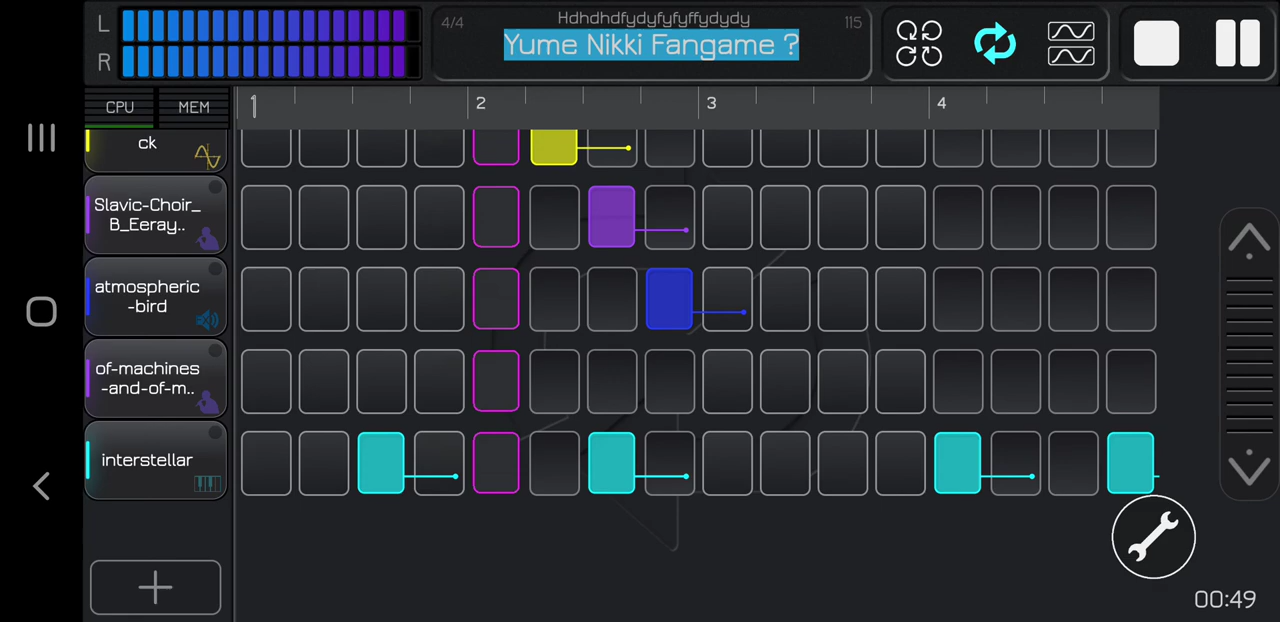 L
R
4/4
Hdhdhdfydyfyfyffydydy
115
Yume Nikki Fangame ?
CPU
MEM
1
2
3
4
ck
Slavic-Choir_
B_Eeray..
atmospheric
-bird
of-machines
-and-of-m..
interstellar
00:49